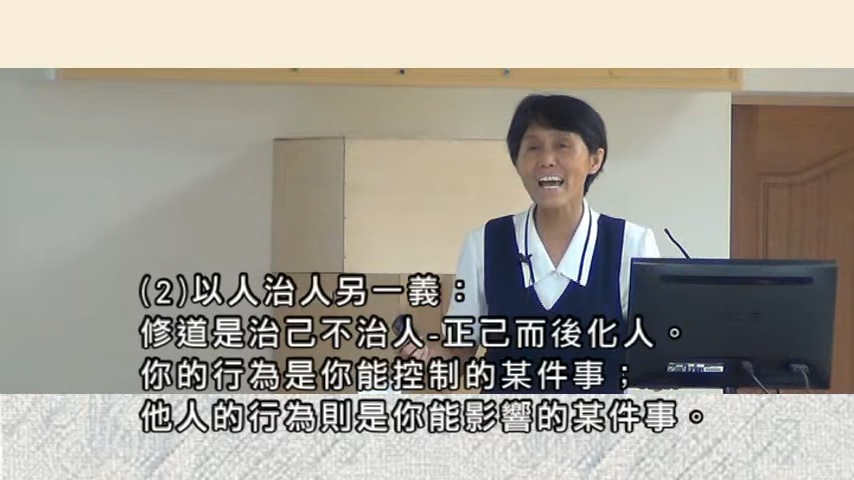 (2)以人治人另一義：
修道是治己不治人-正己而後化人。
你的行為是你能控制的某件事；
他人的行為則是你能影響的某件事。